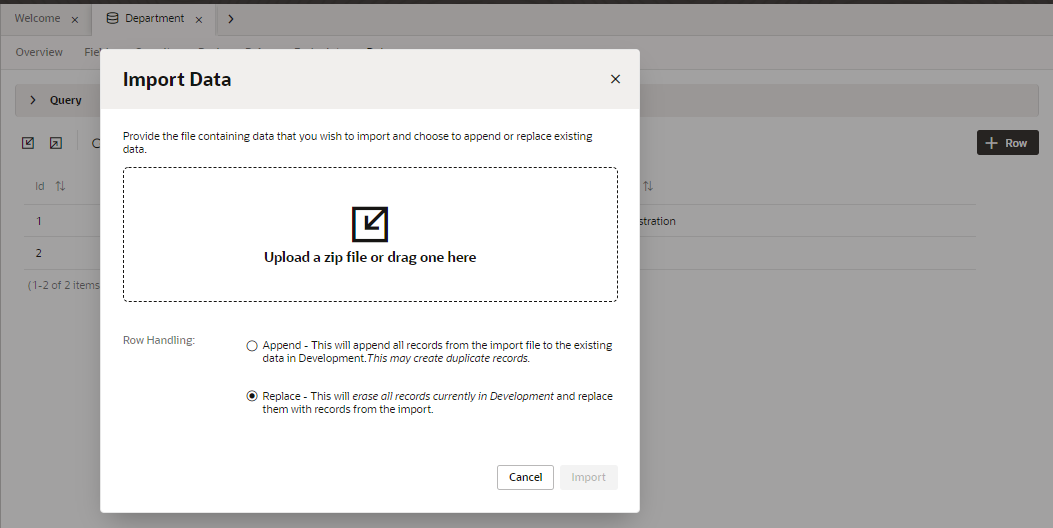 Welcome
Department
Overview
Import Data
Query
Provide the file containing data that you wish to import and choose to append or replace existing
data.
Row
Id
Upload a zip file or drag one here
1
2
(1-2 of 2 items
Row Handling:
Append - This will append all records from the import file to the existing
data in Development.This may create duplicate records.
Replace - This will erase all records currently in Development and replace
them with records from the import.
Cancel
Import